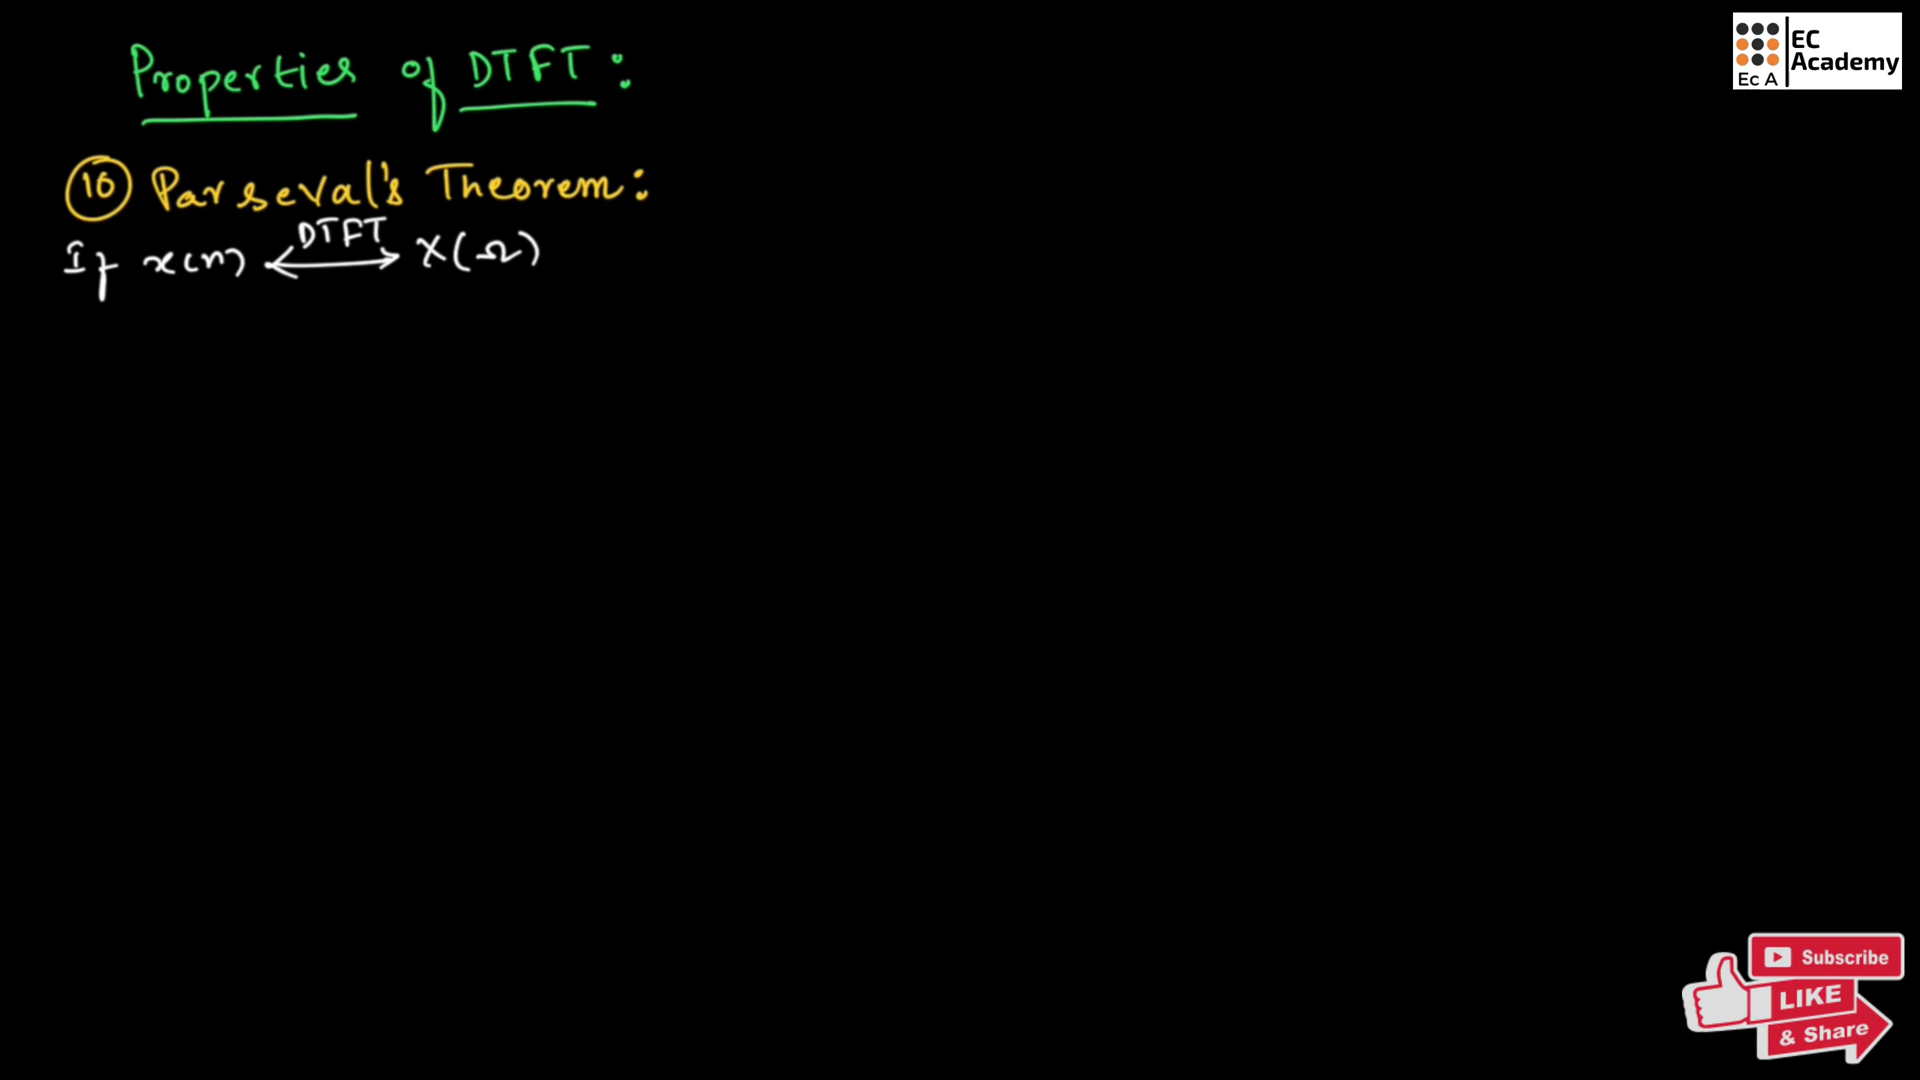 Properties of DTFT:
EC
Academy
Ec A
10 Parseval's Theorem:
If x(n) <--DTFT--> X(Ω)
Subscribe
LIKE
& Share